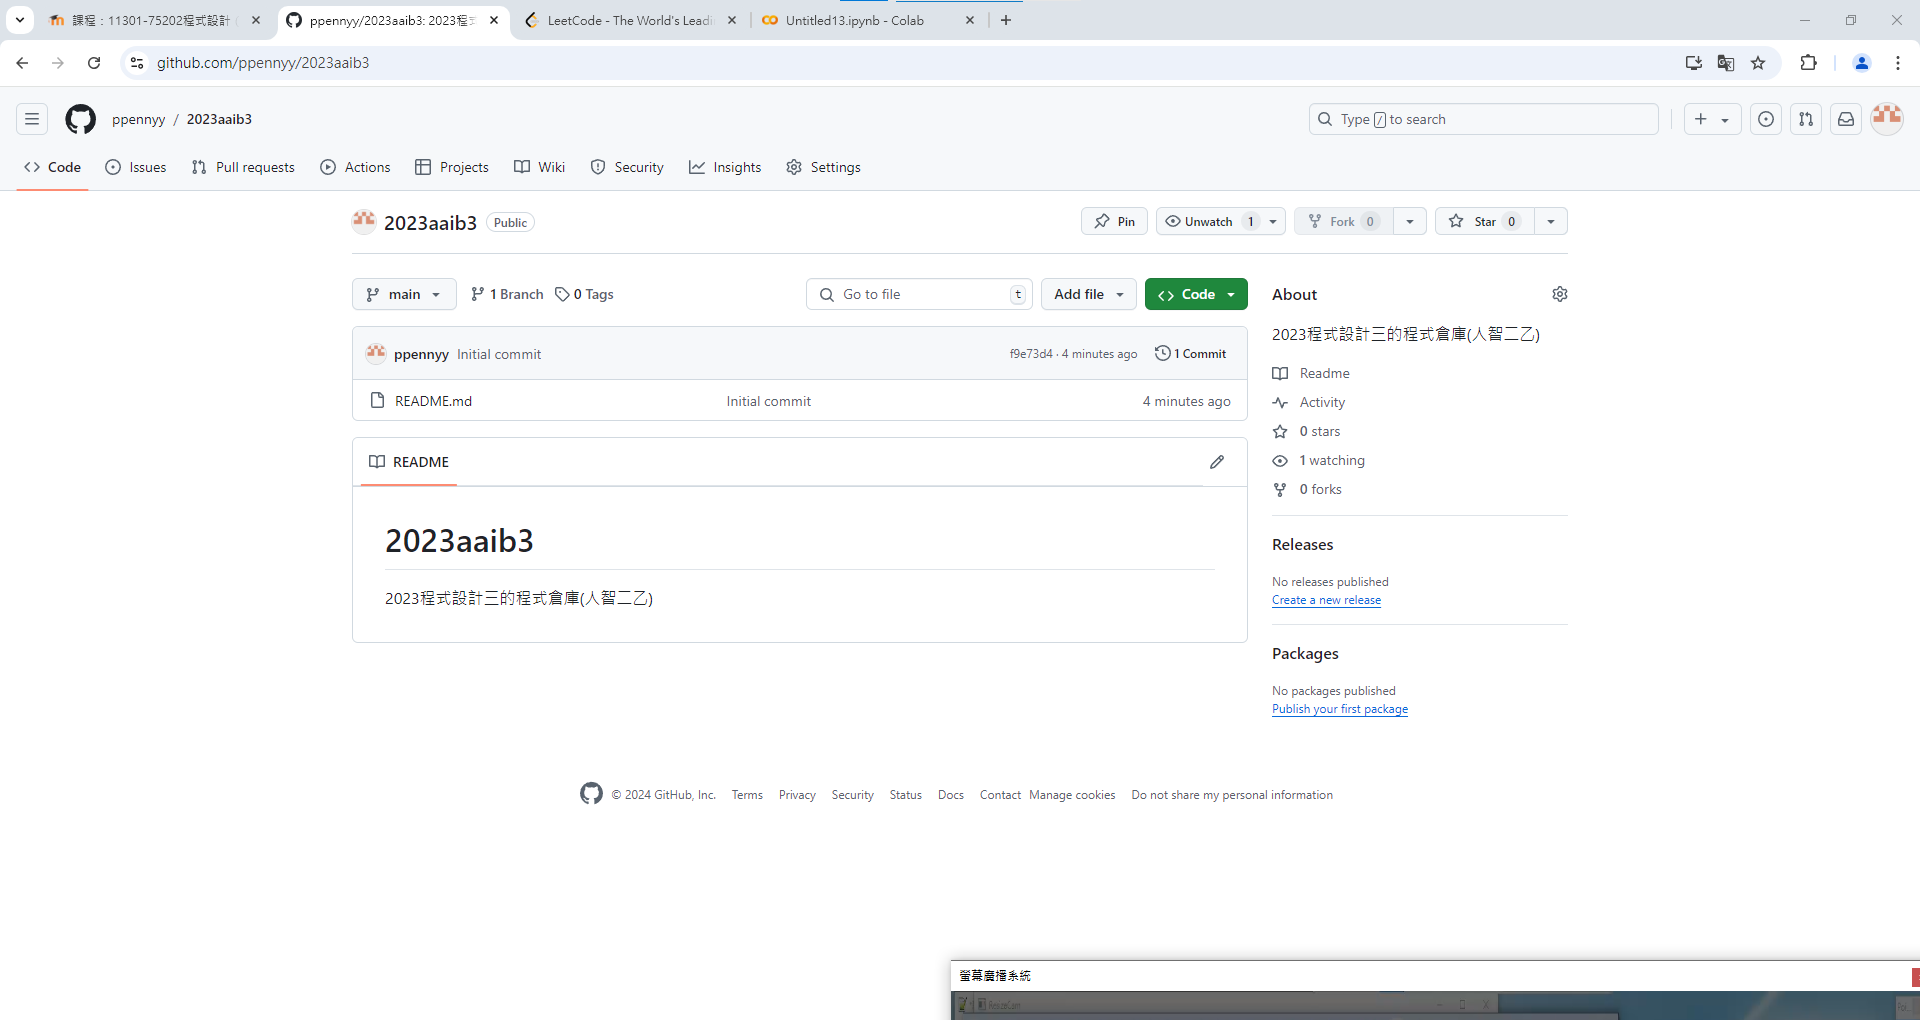 課程：11301-75202程式設計
ppennyy/2023aaib3: 2023程
LeetCode - The World's Leadi
Untitled13.ipynb - Colab
github.com/ppennyy/2023aaib3
ppennyy / 2023aaib3
Type / to search
Code
Issues
Pull requests
Actions
Projects
Wiki
Security
Insights
Settings
2023aaib3
Public
Pin
Unwatch 1
Fork 0
Star 0
main
1 Branch
0 Tags
Go to file
t
Add file
Code
About
2023程式設計三的程式倉庫(人智二乙)
ppennyy Initial commit
f9e73d4 · 4 minutes ago
1 Commit
README.md
Initial commit
4 minutes ago
Readme
Activity
0 stars
1 watching
0 forks
README
2023aaib3
2023程式設計三的程式倉庫(人智二乙)
Releases
No releases published
Create a new release
Packages
No packages published
Publish your first package
© 2024 GitHub, Inc.
Terms
Privacy
Security
Status
Docs
Contact
Manage cookies
Do not share my personal information
螢幕廣播系統